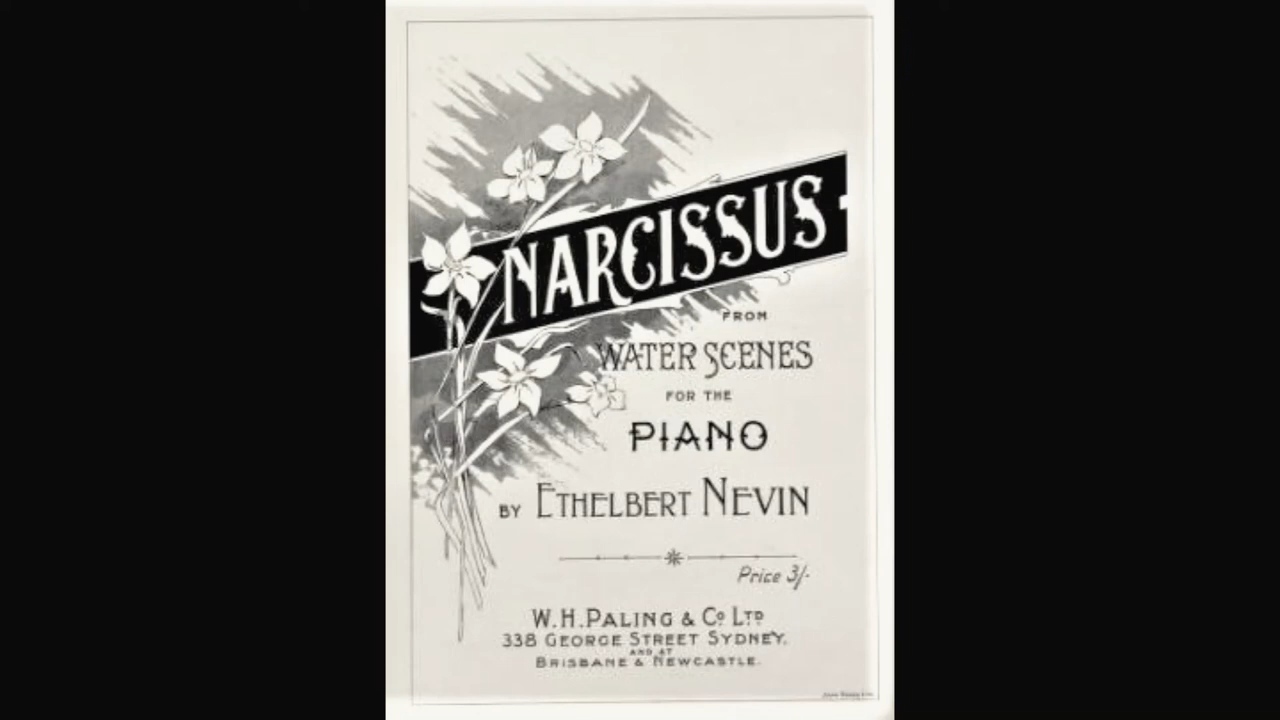 NARCISSUS
FROM
WATER SCENES
FOR THE
PIANO
BY ETHELBERT NEVIN
Price 3/-
W.H. PALING & Co LTD
338 GEORGE STREET SYDNEY.
AND AT
BRISBANE & NEWCASTLE.